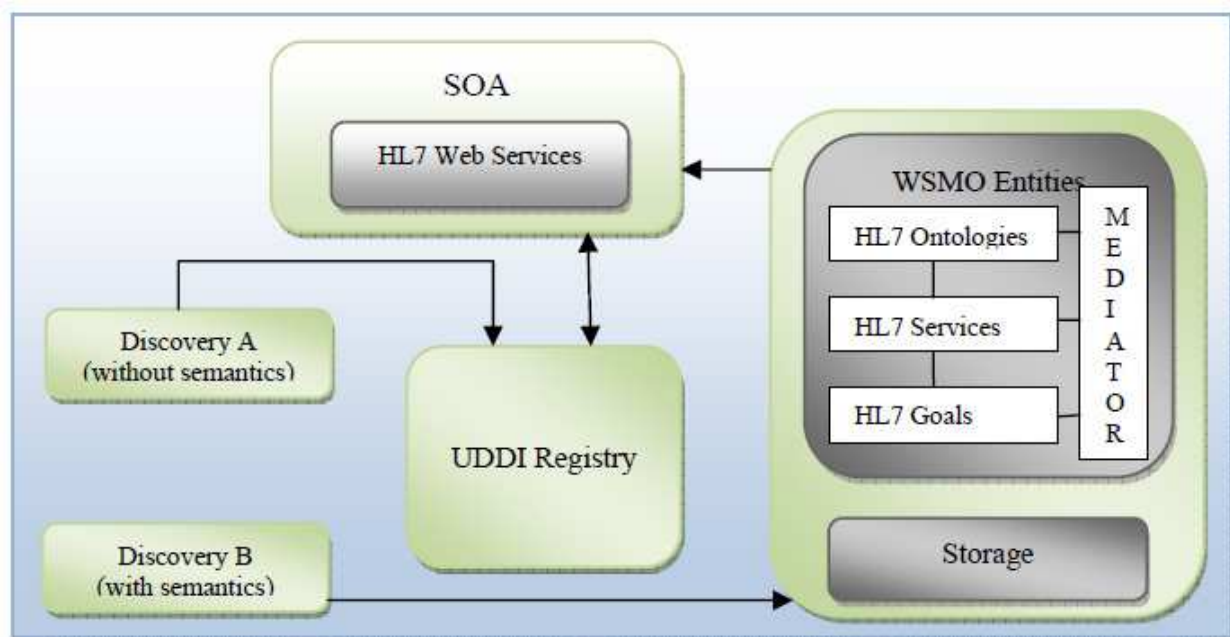 SOA
HL7 Web Services
WSMO Entities
HL7 Ontologies
HL7 Services
HL7 Goals
M
E
D
I
A
T
O
R
Discovery A
(without semantics)
UDDI Registry
Discovery B
(with semantics)
Storage